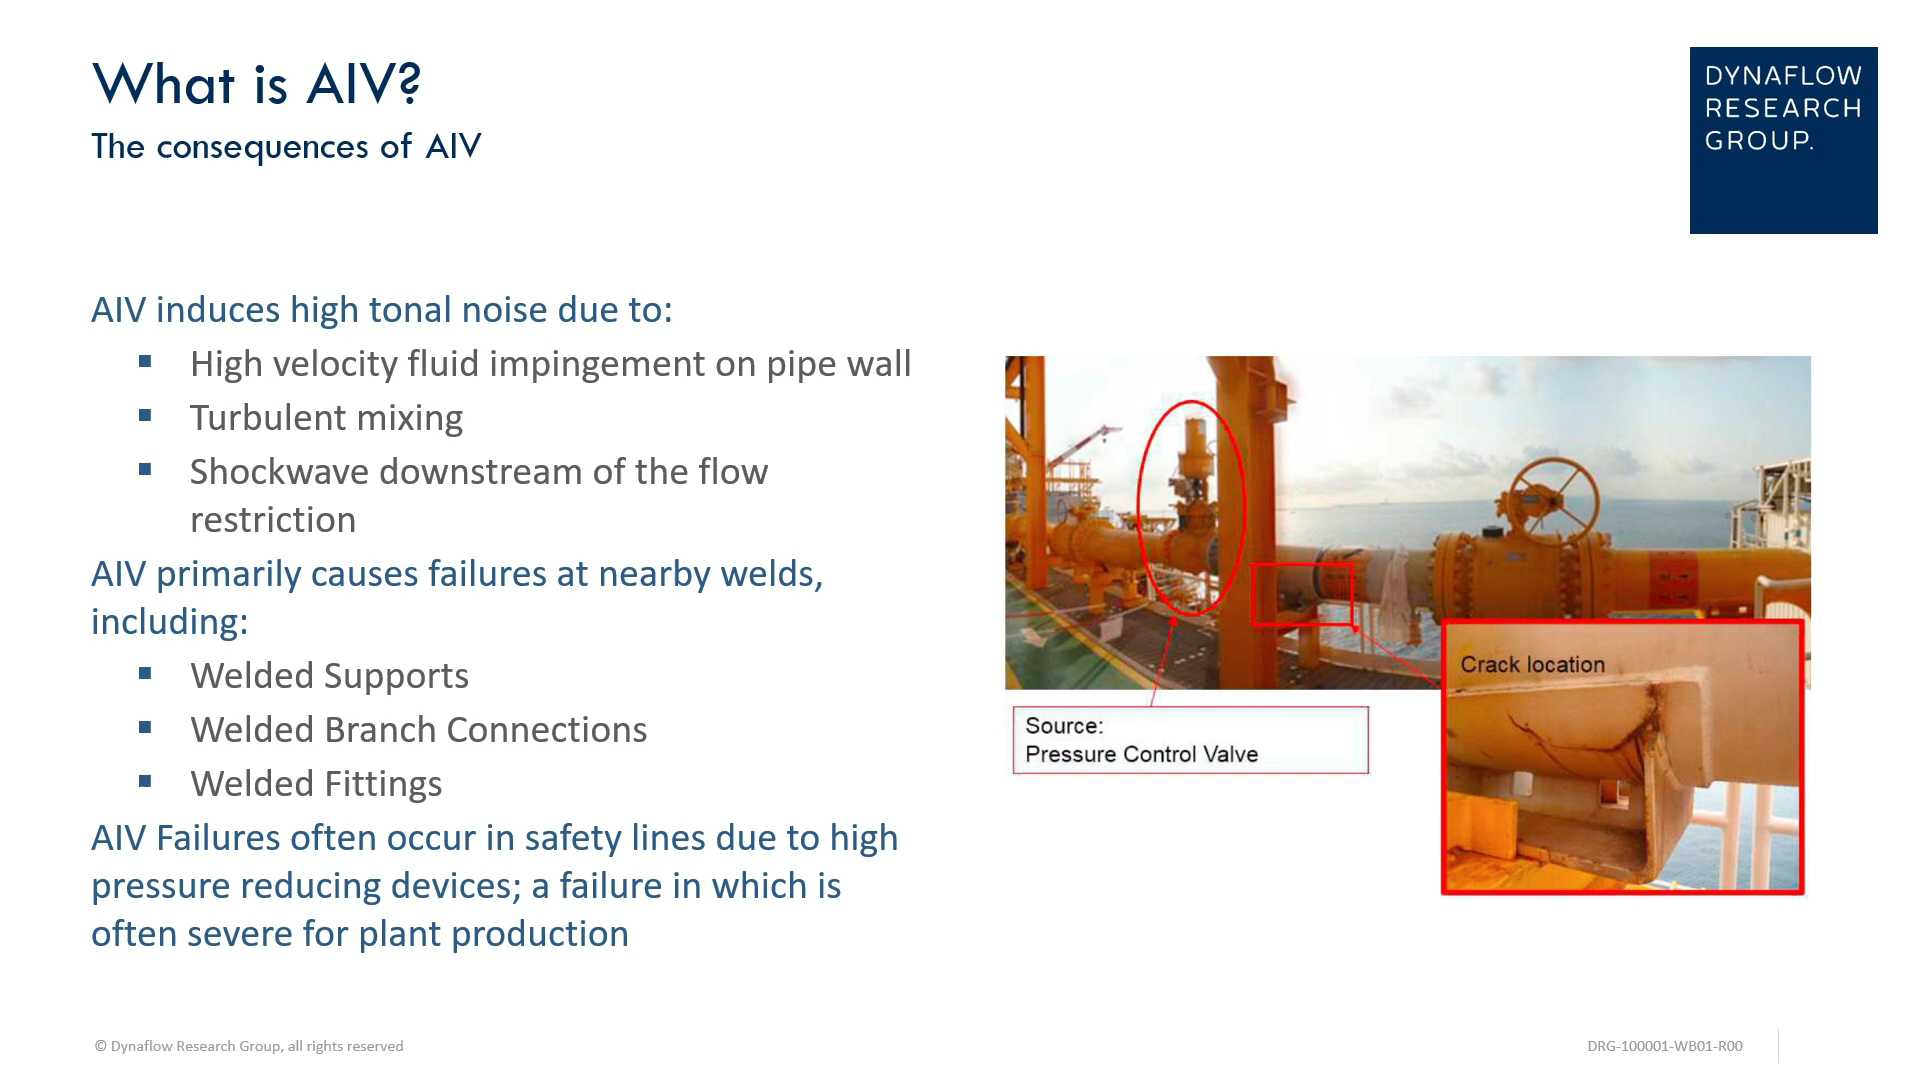 What is AIV?
The consequences of AIV
DYNAFLOW
RESEARCH
GROUP.
AIV induces high tonal noise due to:
▪ High velocity fluid impingement on pipe wall
▪ Turbulent mixing
▪ Shockwave downstream of the flow
restriction
AIV primarily causes failures at nearby welds,
including:
▪ Welded Supports
▪ Welded Branch Connections
▪ Welded Fittings
AIV Failures often occur in safety lines due to high
pressure reducing devices; a failure in which is
often severe for plant production
Crack location
Source:
Pressure Control Valve
© Dynaflow Research Group, all rights reserved
DRG-100001-WB01-R00